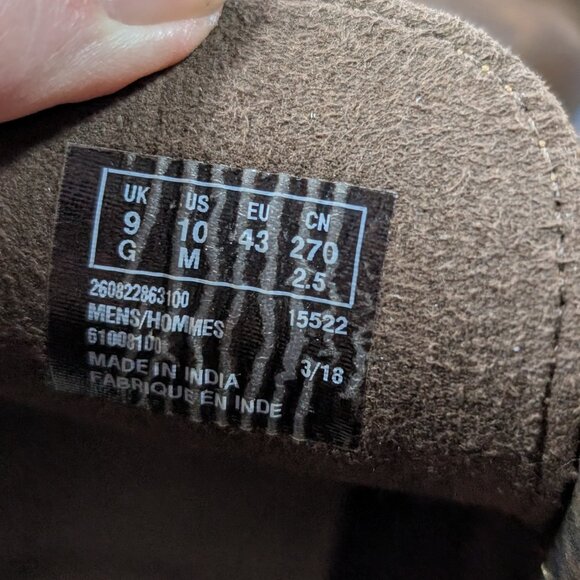 UK US EU CN
9 10 43 270
G M 2.5
260822863100
MENS/HOMMES 15522
61008100
MADE IN INDIA 3/18
FABRIQUE EN INDE